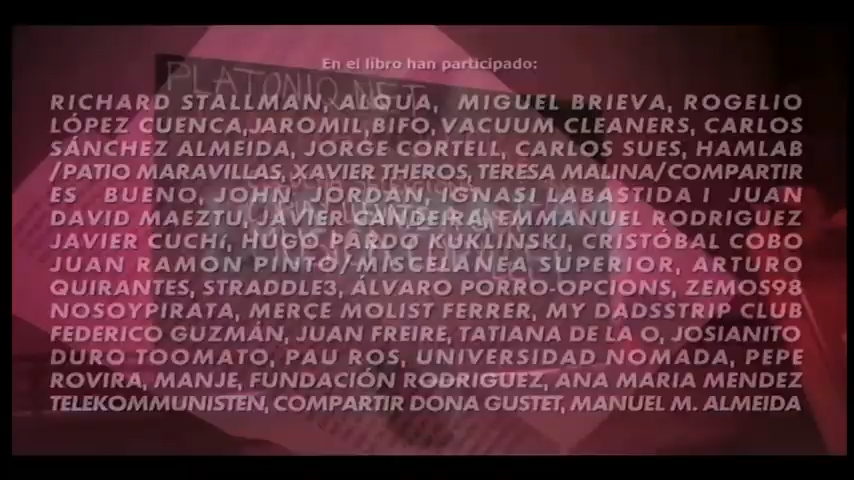 En el libro han participado:
PLATONIQ.NET
RICHARD STALLMAN, ALQUA, MIGUEL BRIEVA, ROGELIO
LÓPEZ CUENCA, JAROMIL, BIFO, VACUUM CLEANERS, CARLOS
SÁNCHEZ ALMEIDA, JORGE CORTELL, CARLOS SUES, HAMLAB
/PATIO MARAVILLAS, XAVIER THEROS, TERESA MALINA/COMPARTIR
ES BUENO, JOHN JORDAN, IGNASI LABASTIDA I JUAN
DAVID MAEZTU, JAVIER CANDEIRA, EMMANUEL RODRIGUEZ
JAVIER CUCHí, HUGO PARDO KUKLINSKI, CRISTÓBAL COBO
JUAN RAMON PINTO/MISCELANEA SUPERIOR, ARTURO
QUIRANTES, STRADDLE3, ÁLVARO PORRO-OPCIONS, ZEMOS98
NOSOYPIRATA, MERÇE MOLIST FERRER, MY DADSSTRIP CLUB
FEDERICO GUZMÁN, JUAN FREIRE, TATIANA DE LA O, JOSIANITO
DURO TOOMATO, PAU ROS, UNIVERSIDAD NOMADA, PEPE
ROVIRA, MANJE, FUNDACIÓN RODRIGUEZ, ANA MARIA MENDEZ
TELEKOMMUNISTEN, COMPARTIR DONA GUSTET, MANUEL M. ALMEIDA